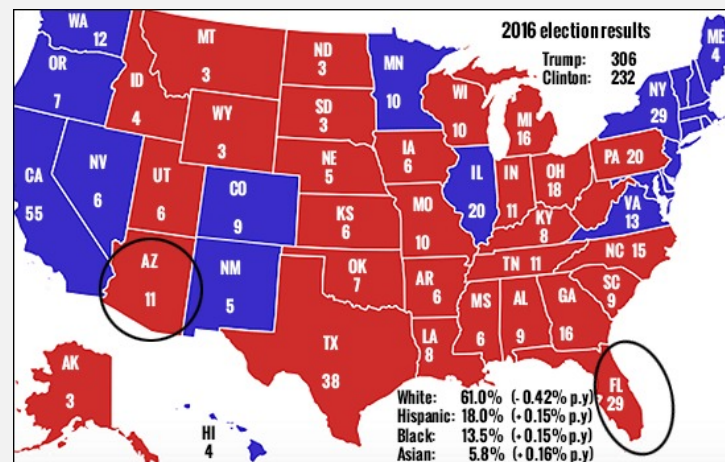 2016 election results
Trump: 306
Clinton: 232
WA
12
OR
7
CA
55
NV
6
ID
4
MT
3
WY
3
UT
6
CO
9
AZ
11
NM
5
ND
3
SD
3
NE
5
KS
6
OK
7
TX
38
MN
10
IA
6
MO
10
AR
6
LA
8
WI
10
IL
20
MI
16
IN
11
OH
18
KY
8
TN 11
MS
6
AL
9
GA
16
FL
29
SC
9
NC 15
VA
13
PA 20
NY
29
ME
4
AK
3
HI
4
White: 61.0% (- 0.42% p.y)
Hispanic: 18.0% (+ 0.15% p.y)
Black: 13.5% (+ 0.15% p.y)
Asian: 5.8% (+ 0.16% p.y)